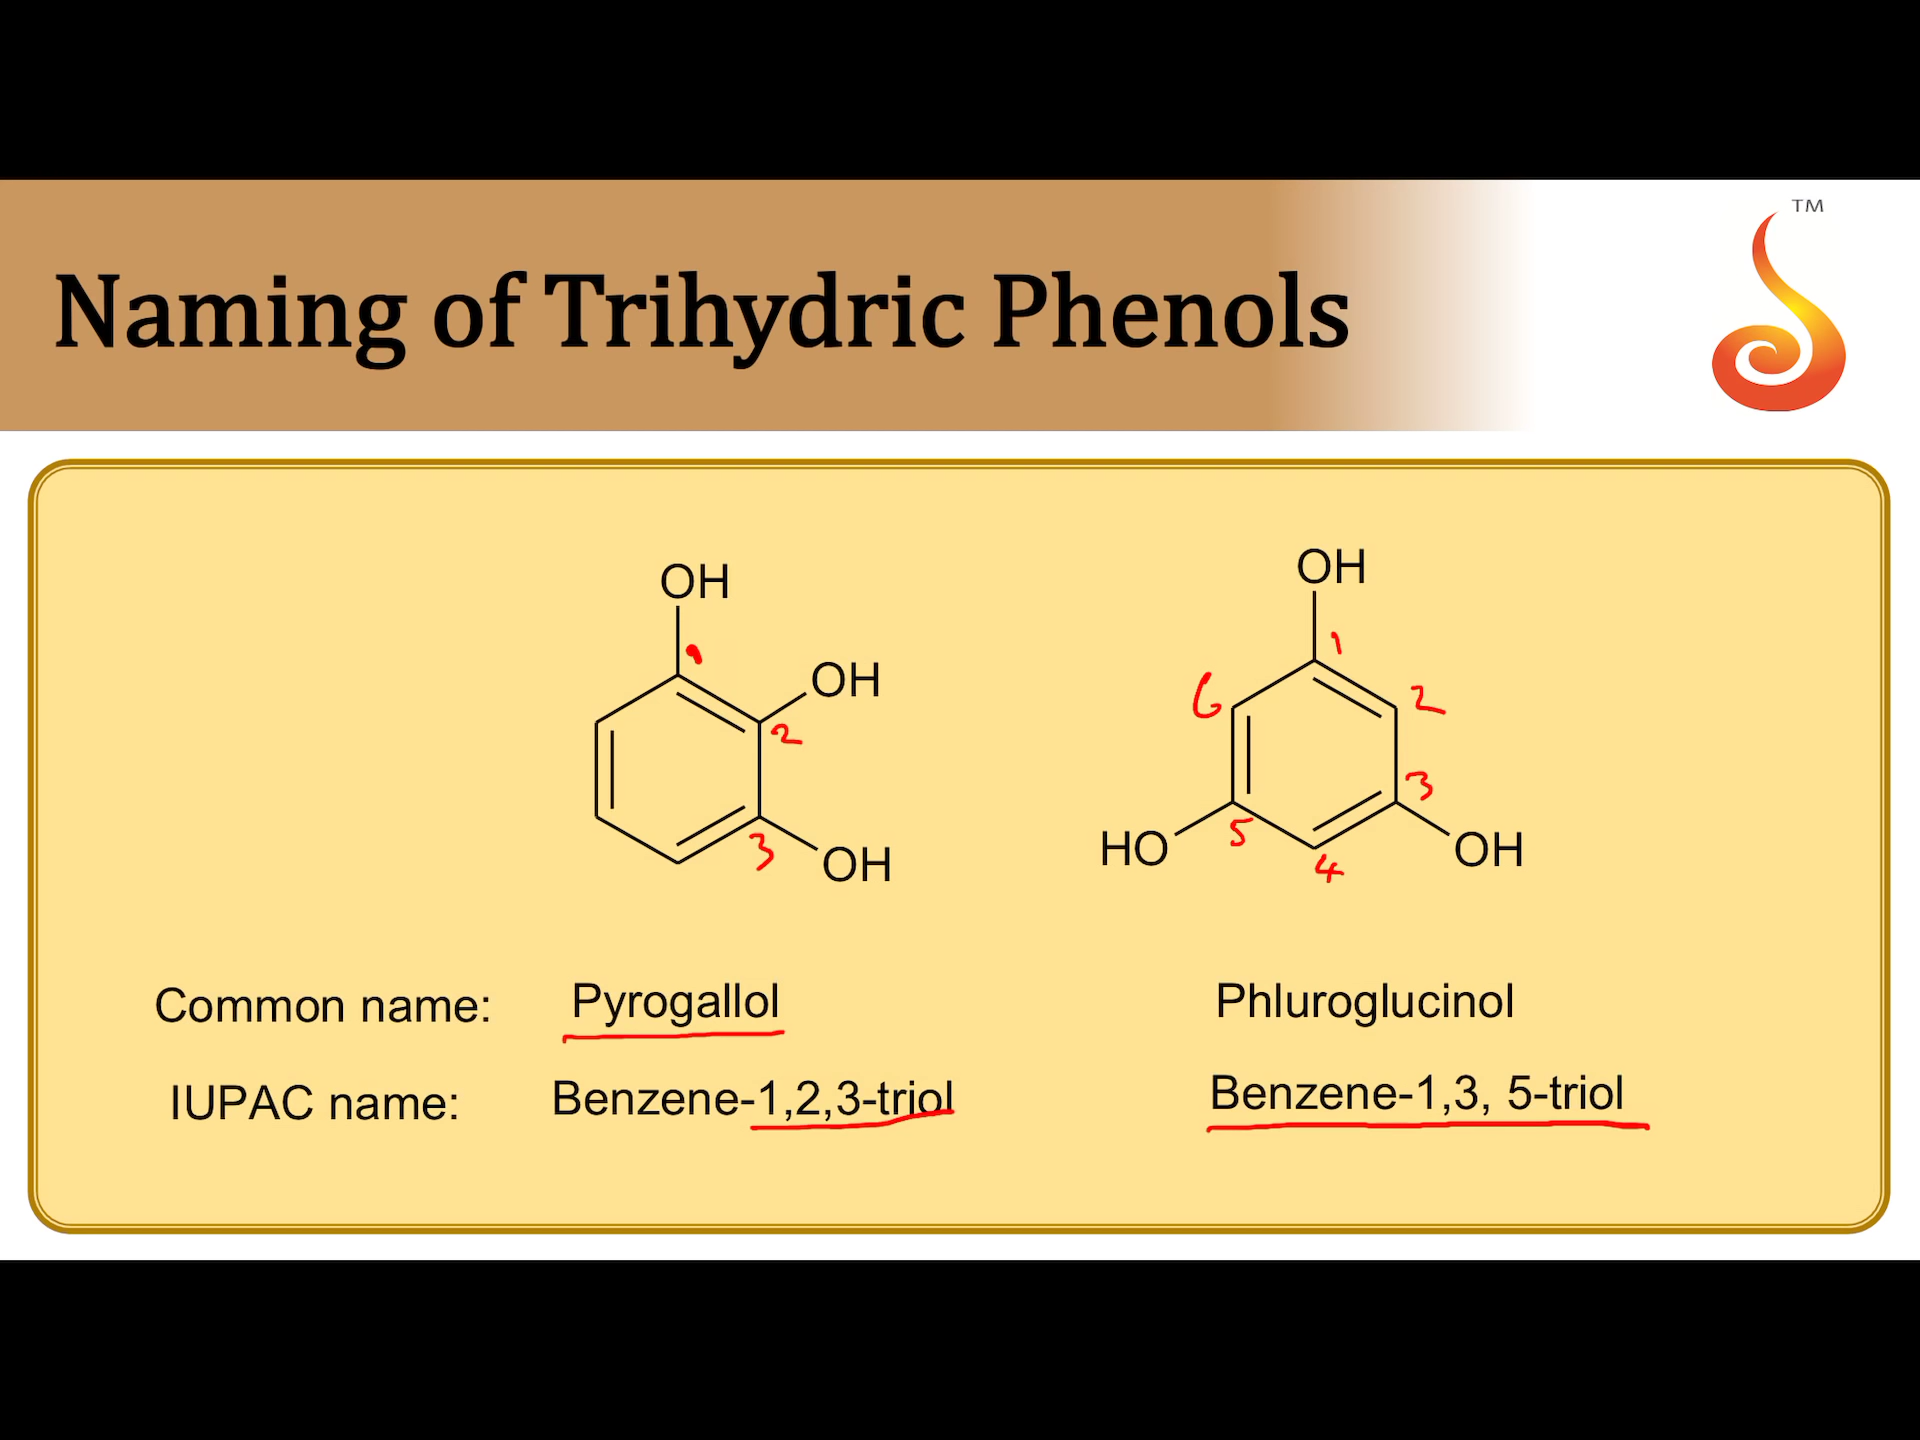 TM
Naming of Trihydric Phenols
OH
OH
OH
2
3
OH
HO
OH
1
2
3
4
5
6
Common name: Pyrogallol Phluroglucinol
IUPAC name: Benzene-1,2,3-triol Benzene-1,3, 5-triol